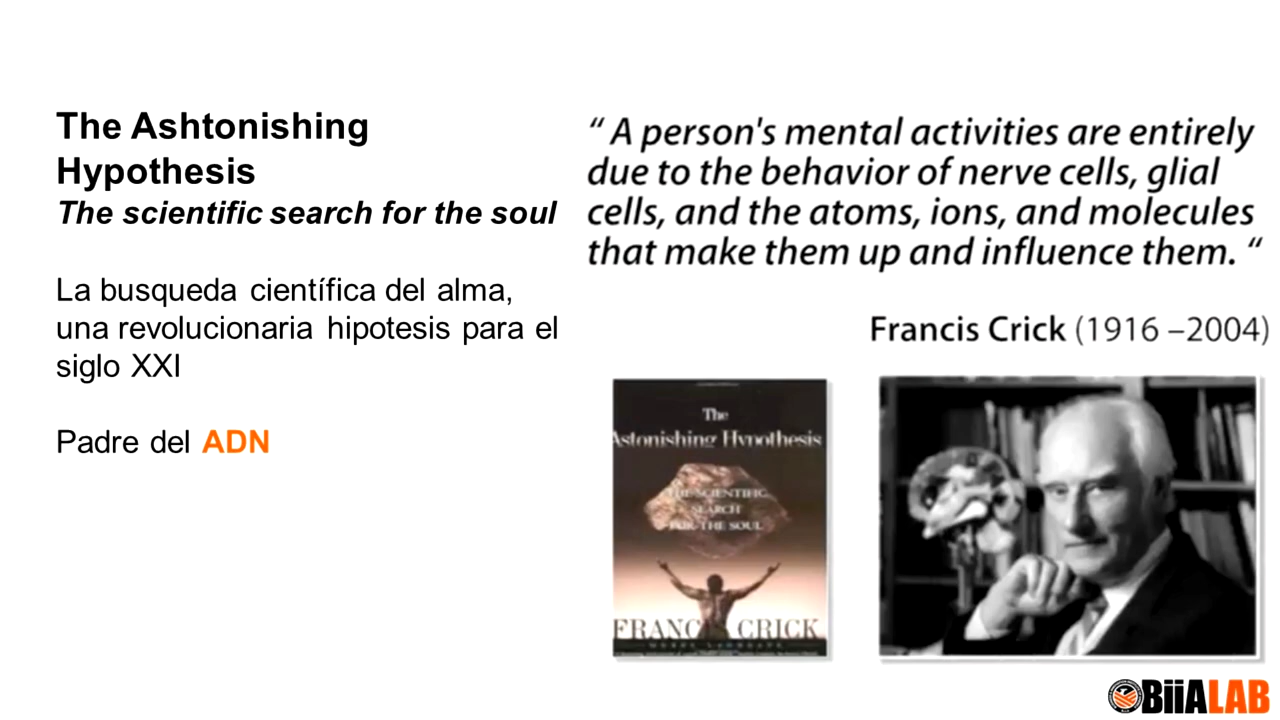 The Ashtonishing
Hypothesis
The scientific search for the soul
La busqueda científica del alma,
una revolucionaria hipotesis para el
siglo XXI
Padre del ADN
“ A person's mental activities are entirely
due to the behavior of nerve cells, glial
cells, and the atoms, ions, and molecules
that make them up and influence them. “
Francis Crick (1916 –2004)
The
Astonishing Hypothesis
THE SCIENTIFIC
SEARCH
FOR THE SOUL
FRANCIS CRICK
BiiALAB